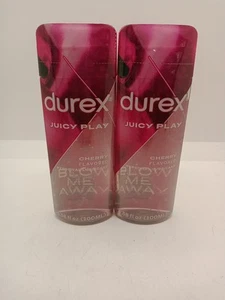 durex durex
JUICY PLAY JUICY PLAY
CHERRY CHERRY
FLAVORED FLAVORED
BLOW BLOW
ME ME
AWAY AWAY